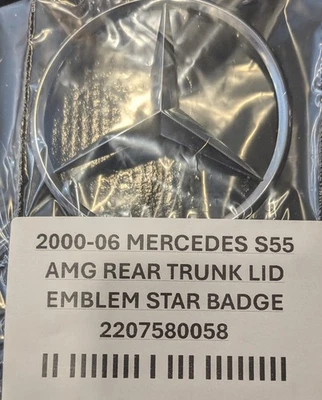 2000-06 MERCEDES S55
AMG REAR TRUNK LID
EMBLEM STAR BADGE
2207580058